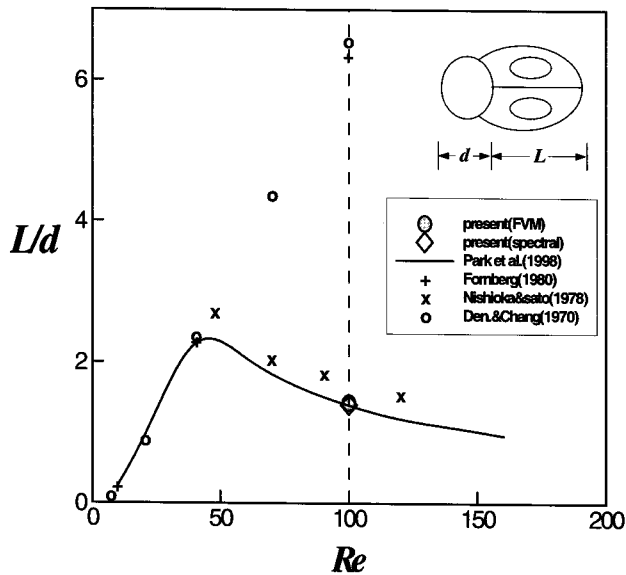 6
4
2
0
L/d
d
L
present(FVM)
present(spectral)
Park et al.(1998)
Fornberg(1980)
Nishioka&sato(1978)
Den.&Chang(1970)
0
50
100
150
200
Re